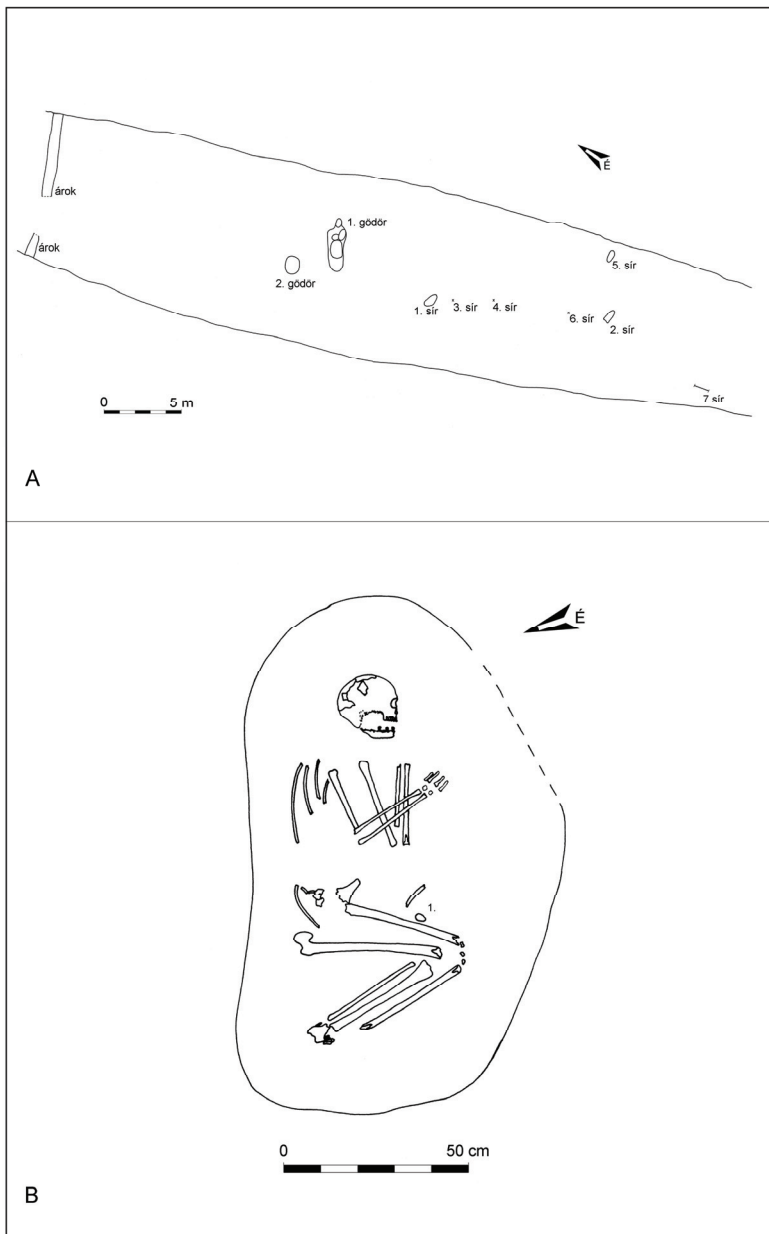 É
árok
1. gödör
árok
5. sír
2. gödör
1. sír
3. sír
4. sír
6. sír
2. sír
7 sír
0 5 m
A
É
1.
0 50 cm
B